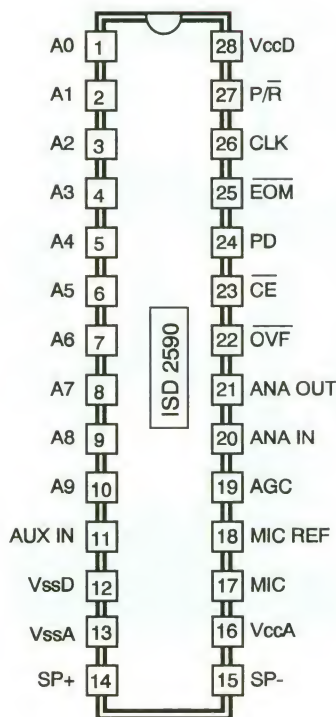 A0 1 28 VccD
A1 2 27 P/R̅
A2 3 26 CLK
A3 4 25 E̅O̅M̅
A4 5 24 PD
A5 6 23 C̅E̅
A6 7 22 O̅V̅F̅
ISD 2590
A7 8 21 ANA OUT
A8 9 20 ANA IN
A9 10 19 AGC
AUX IN 11 18 MIC REF
VssD 12 17 MIC
VssA 13 16 VccA
SP+ 14 15 SP-